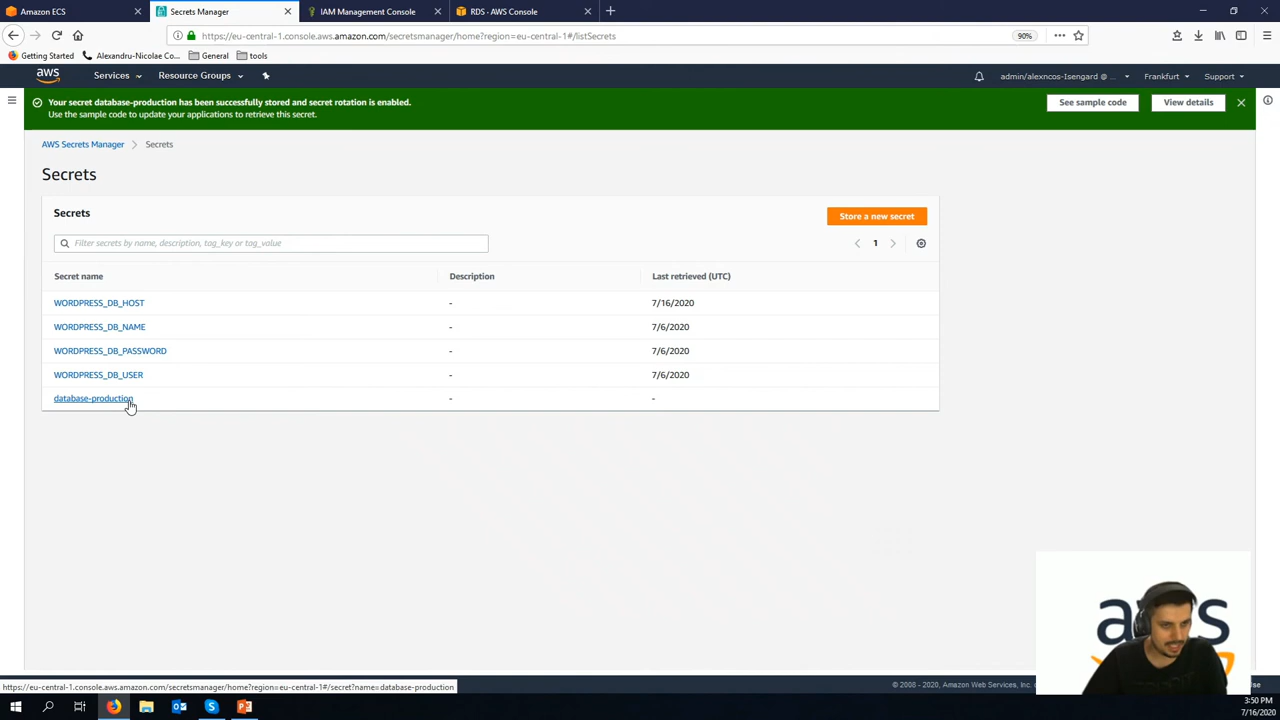 Amazon ECS
Secrets Manager
IAM Management Console
RDS · AWS Console
https://eu-central-1.console.aws.amazon.com/secretsmanager/home?region=eu-central-1#/listSecrets
90%
Getting Started
Alexandru-Nicolae Co...
General
tools
aws
Services
Resource Groups
admin/alexncos-Isengard @ ...
Frankfurt
Support
Your secret database-production has been successfully stored and secret rotation is enabled.
Use the sample code to update your applications to retrieve this secret.
See sample code
View details
AWS Secrets Manager
Secrets
Secrets
Secrets
Store a new secret
Filter secrets by name, description, tag_key or tag_value
1
Secret name
Description
Last retrieved (UTC)
WORDPRESS_DB_HOST
-
7/16/2020
WORDPRESS_DB_NAME
-
7/6/2020
WORDPRESS_DB_PASSWORD
-
7/6/2020
WORDPRESS_DB_USER
-
7/6/2020
database-production
-
-
https://eu-central-1.console.aws.amazon.com/secretsmanager/home?region=eu-central-1#/secret?name=database-production
© 2008 - 2020, Amazon Web Services, Inc.
3:50 PM
7/16/2020